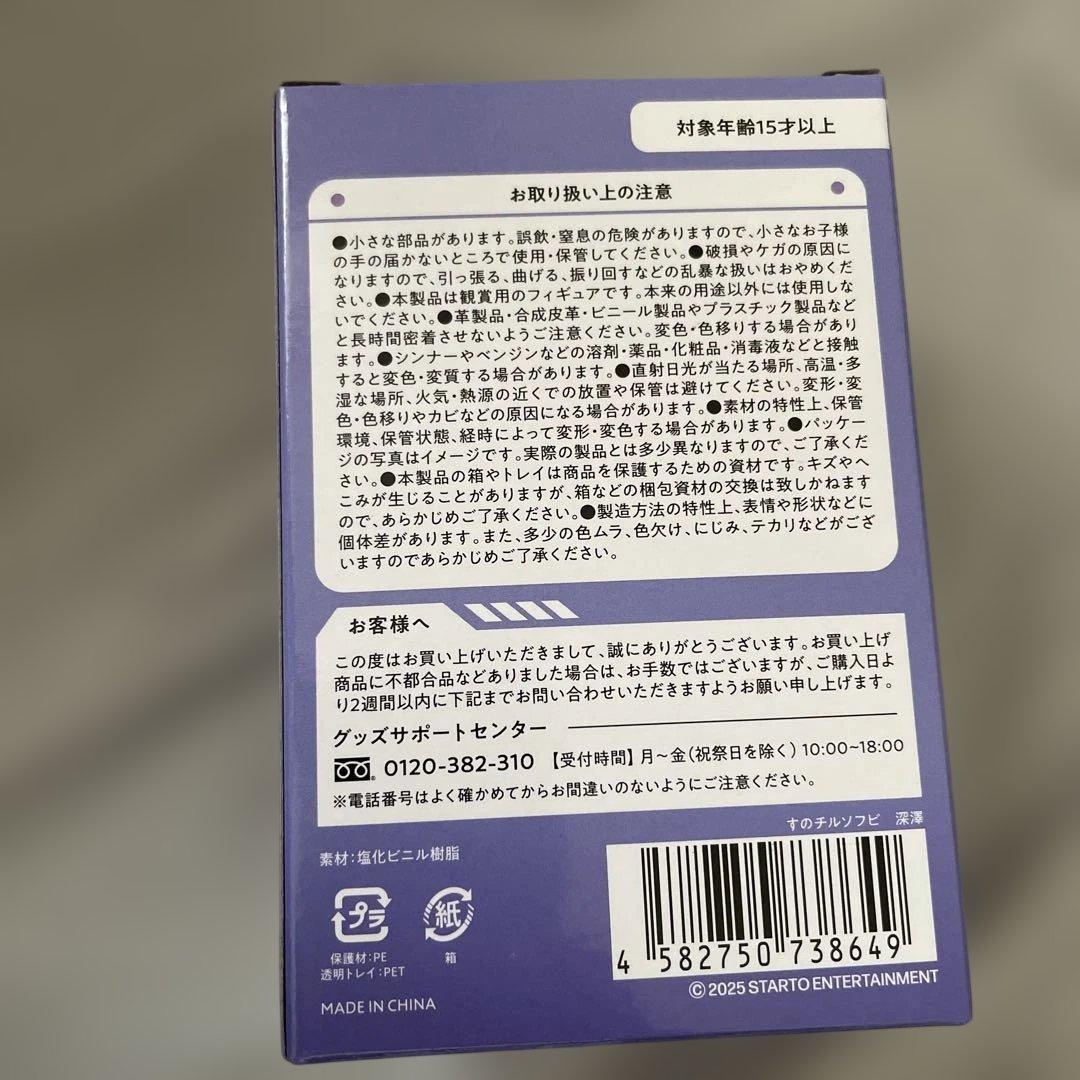 対象年齢15才以上
お取り扱い上の注意
●小さな部品があります。誤飲・窒息の危険がありますので、小さなお子様
の手の届かないところで使用・保管してください。●破損やケガの原因に
なりますので、引っ張る、曲げる、振り回すなどの乱暴な扱いはおやめくだ
さい。●本製品は観賞用のフィギュアです。本来の用途以外には使用しな
いでください。●革製品・合成皮革・ビニール製品やプラスチック製品など
と長時間密着させないようご注意ください。変色・色移りする場合があり
ます。●シンナーやベンジンなどの溶剤・薬品・化粧品・消毒液などと接触
すると変色・変質する場合があります。●直射日光が当たる場所、高温・多
湿な場所、火気・熱源の近くでの放置や保管は避けてください。変形・変
色・色移りやカビなどの原因になる場合があります。●素材の特性上、保管
環境、保管状態、経時によって変形・変色する場合があります。●パッケー
ジの写真はイメージです。実際の製品とは多少異なりますので、ご了承くだ
さい。●本製品の箱やトレイは商品を保護するための資材です。キズやへ
こみが生じることがありますが、箱などの梱包資材の交換は致しかねます
ので、あらかじめご了承ください。●製造方法の特性上、表情や形状などに
個体差があります。また、多少の色ムラ、色欠け、にじみ、テカリなどがござ
いますのであらかじめご了承ください。
お客様へ
この度はお買い上げいただきまして、誠にありがとうございます。お買い上げ
商品に不都合品などありました場合は、お手数ではございますが、ご購入日よ
り2週間以内に下記までお問い合わせいただきますようお願い申し上げます。
グッズサポートセンター
0120-382-310 【受付時間】月～金(祝祭日を除く)10:00~18:00
※電話番号はよく確かめてからお間違いのないようにご注意ください。
すのチルソフビ 深澤
素材:塩化ビニル樹脂
プラ
紙
保護材:PE
透明トレイ:PET
箱
4 582750 738649
MADE IN CHINA
© 2025 STARTO ENTERTAINMENT